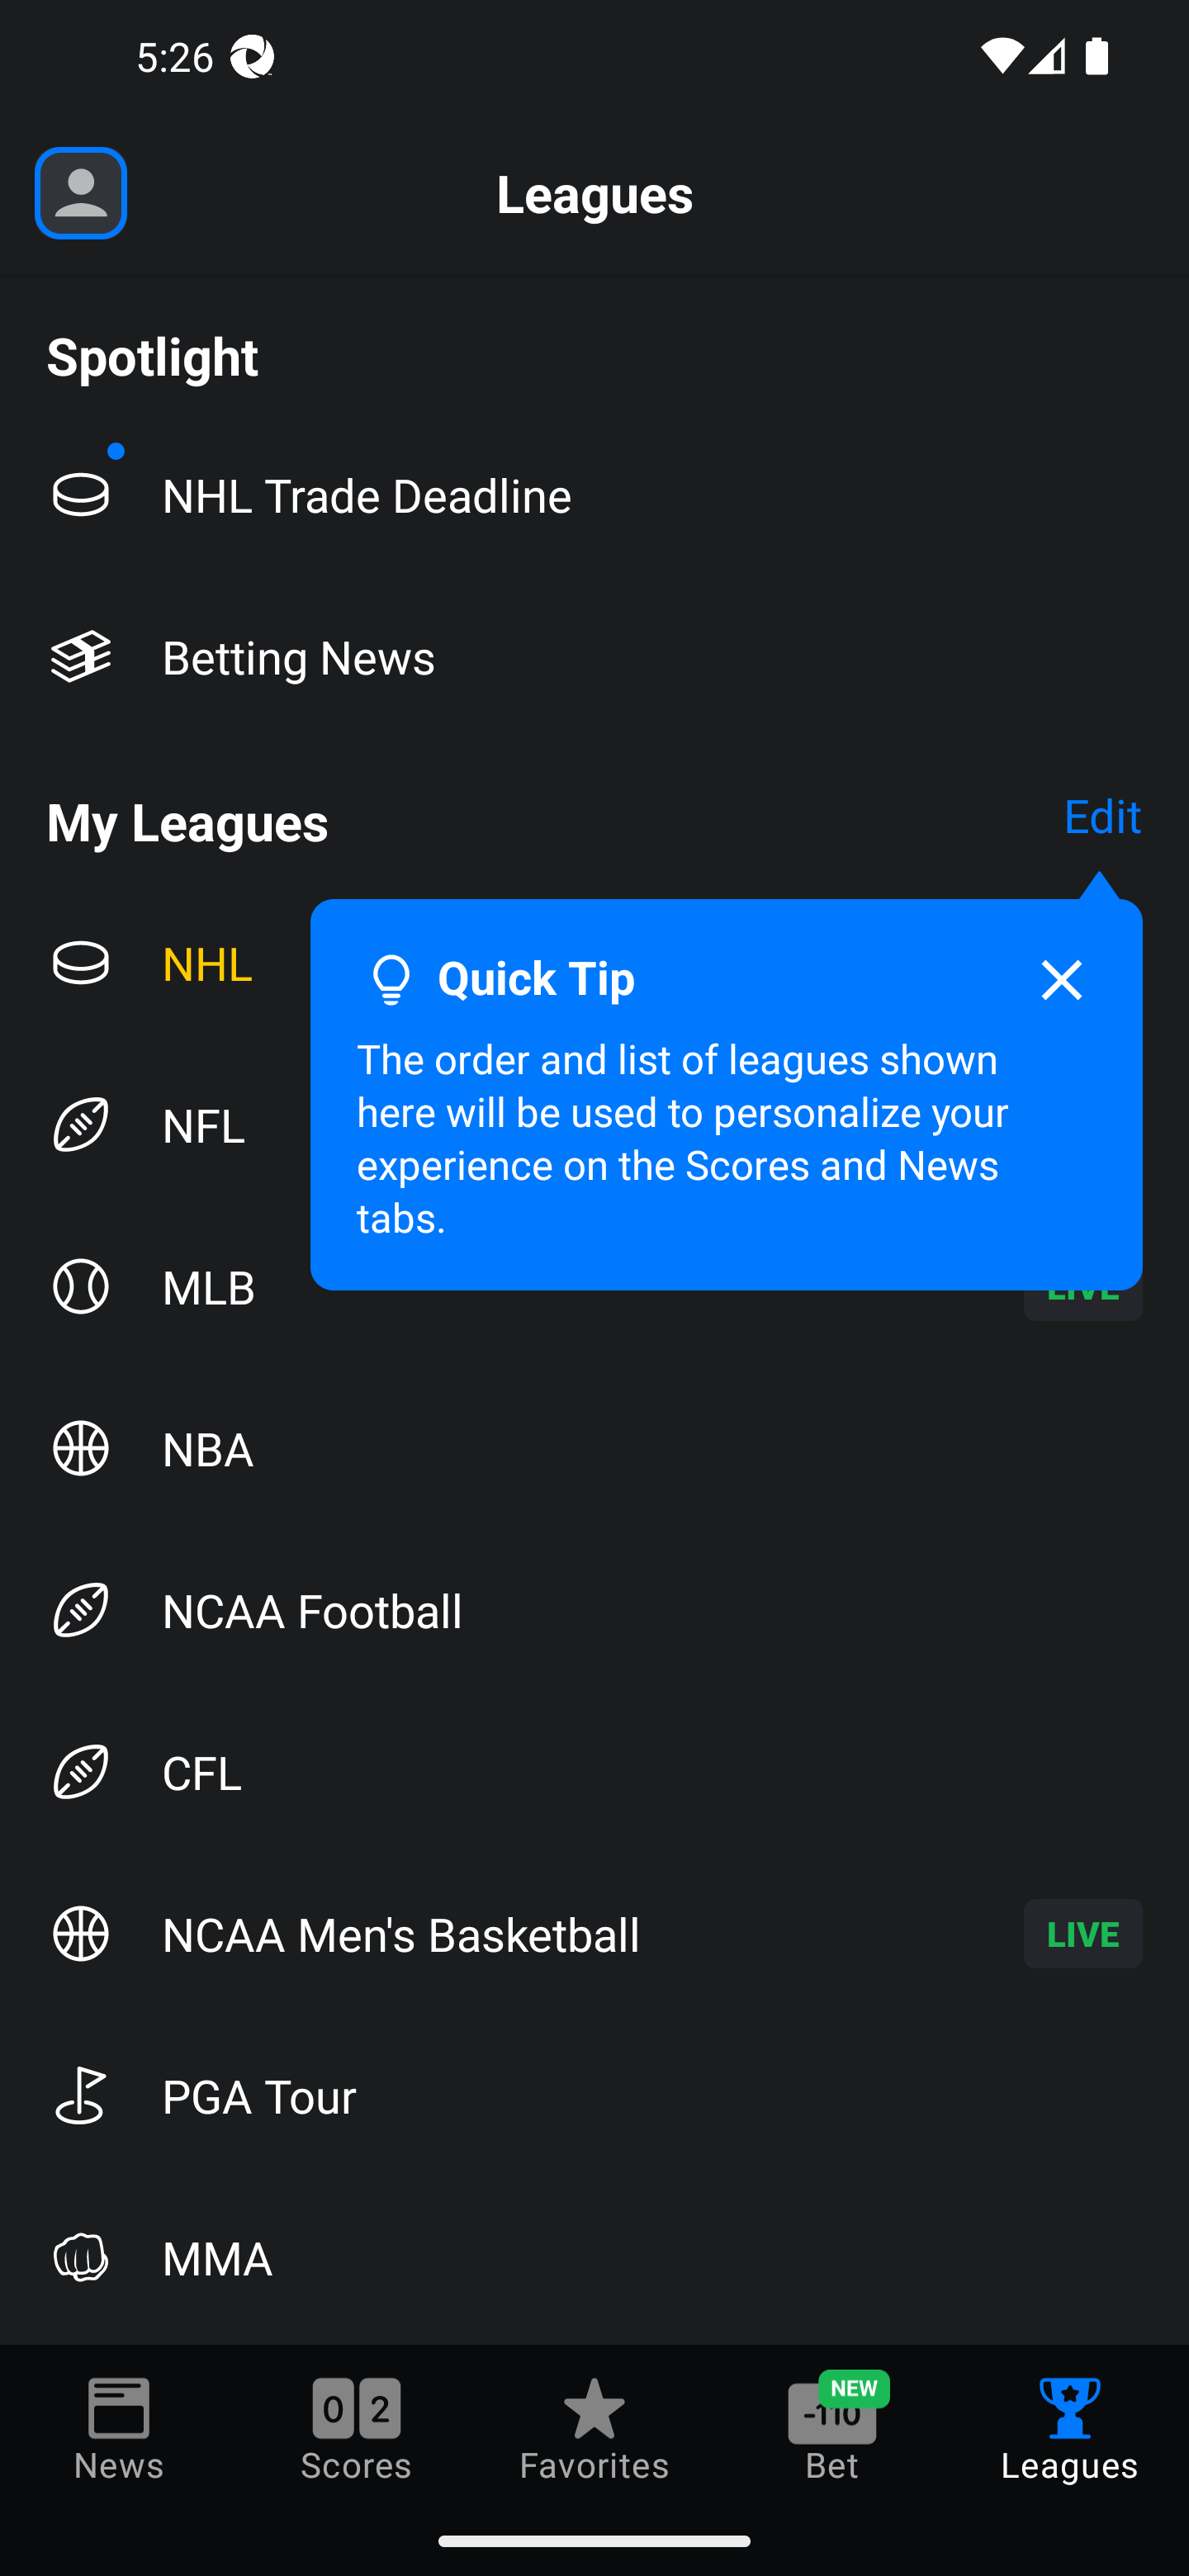 5:26
Leagues
Spotlight
NHL Trade Deadline
Betting News
My Leagues
Edit
NHL
Quick Tip
The order and list of leagues shown
here will be used to personalize your
experience on the Scores and News
tabs.
NFL
MLB
LIVE
NBA
NCAA Football
CFL
NCAA Men's Basketball
LIVE
PGA Tour
MMA
0 2
NEW
-110
News
Scores
Favorites
Bet
Leagues